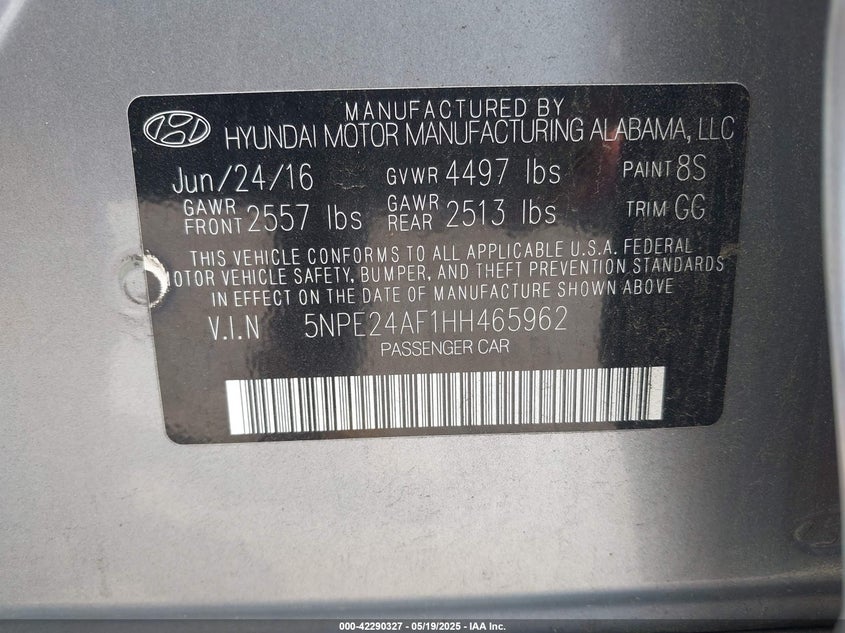 MANUFACTURED BY
HYUNDAI MOTOR MANUFACTURING ALABAMA, LLC
Jun/24/16 GVWR 4497 lbs PAINT 8S
GAWR FRONT 2557 lbs GAWR REAR 2513 lbs TRIM GG
THIS VEHICLE CONFORMS TO ALL APPLICABLE U.S.A. FEDERAL
MOTOR VEHICLE SAFETY, BUMPER, AND THEFT PREVENTION STANDARDS
IN EFFECT ON THE DATE OF MANUFACTURE SHOWN ABOVE
V.I.N 5NPE24AF1HH465962
PASSENGER CAR
000-42290327 - 05/19/2025 - IAA Inc.